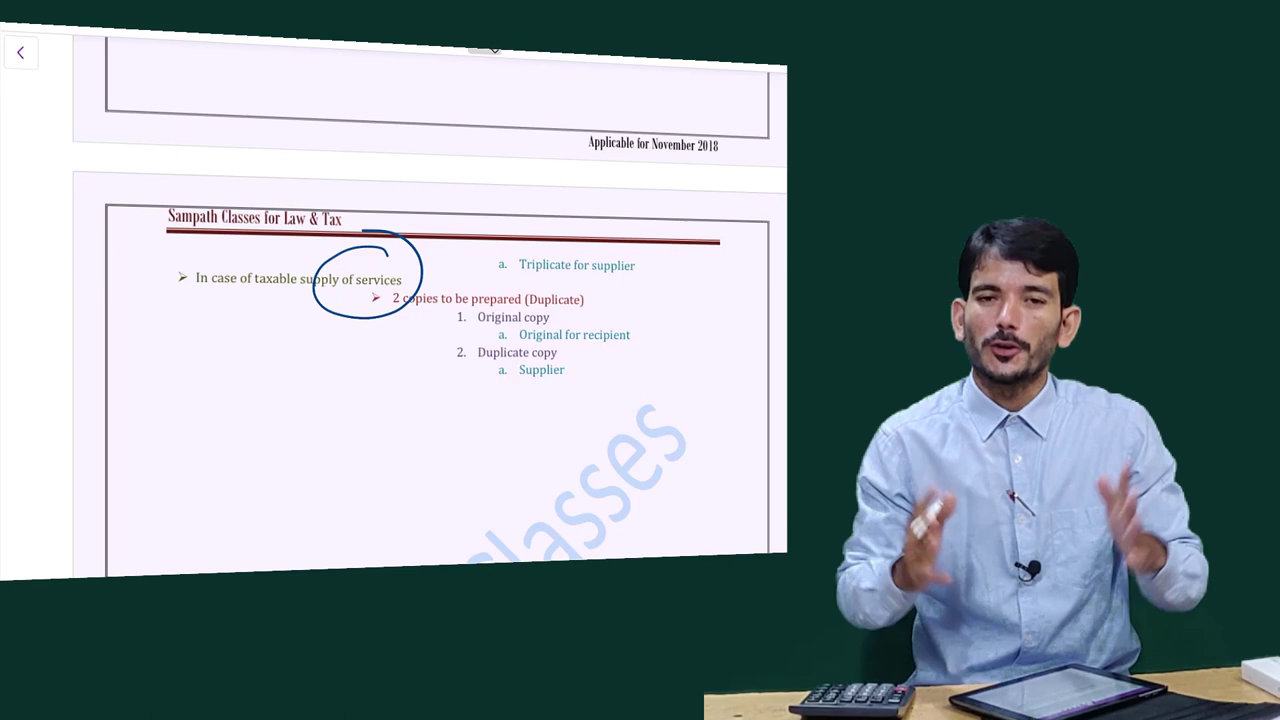 Applicable for November 2018
Sampath Classes for Law & Tax
a. Triplicate for supplier
➢ In case of taxable supply of services
➢ 2 copies to be prepared (Duplicate)
1. Original copy
a. Original for recipient
2. Duplicate copy
a. Supplier
classes